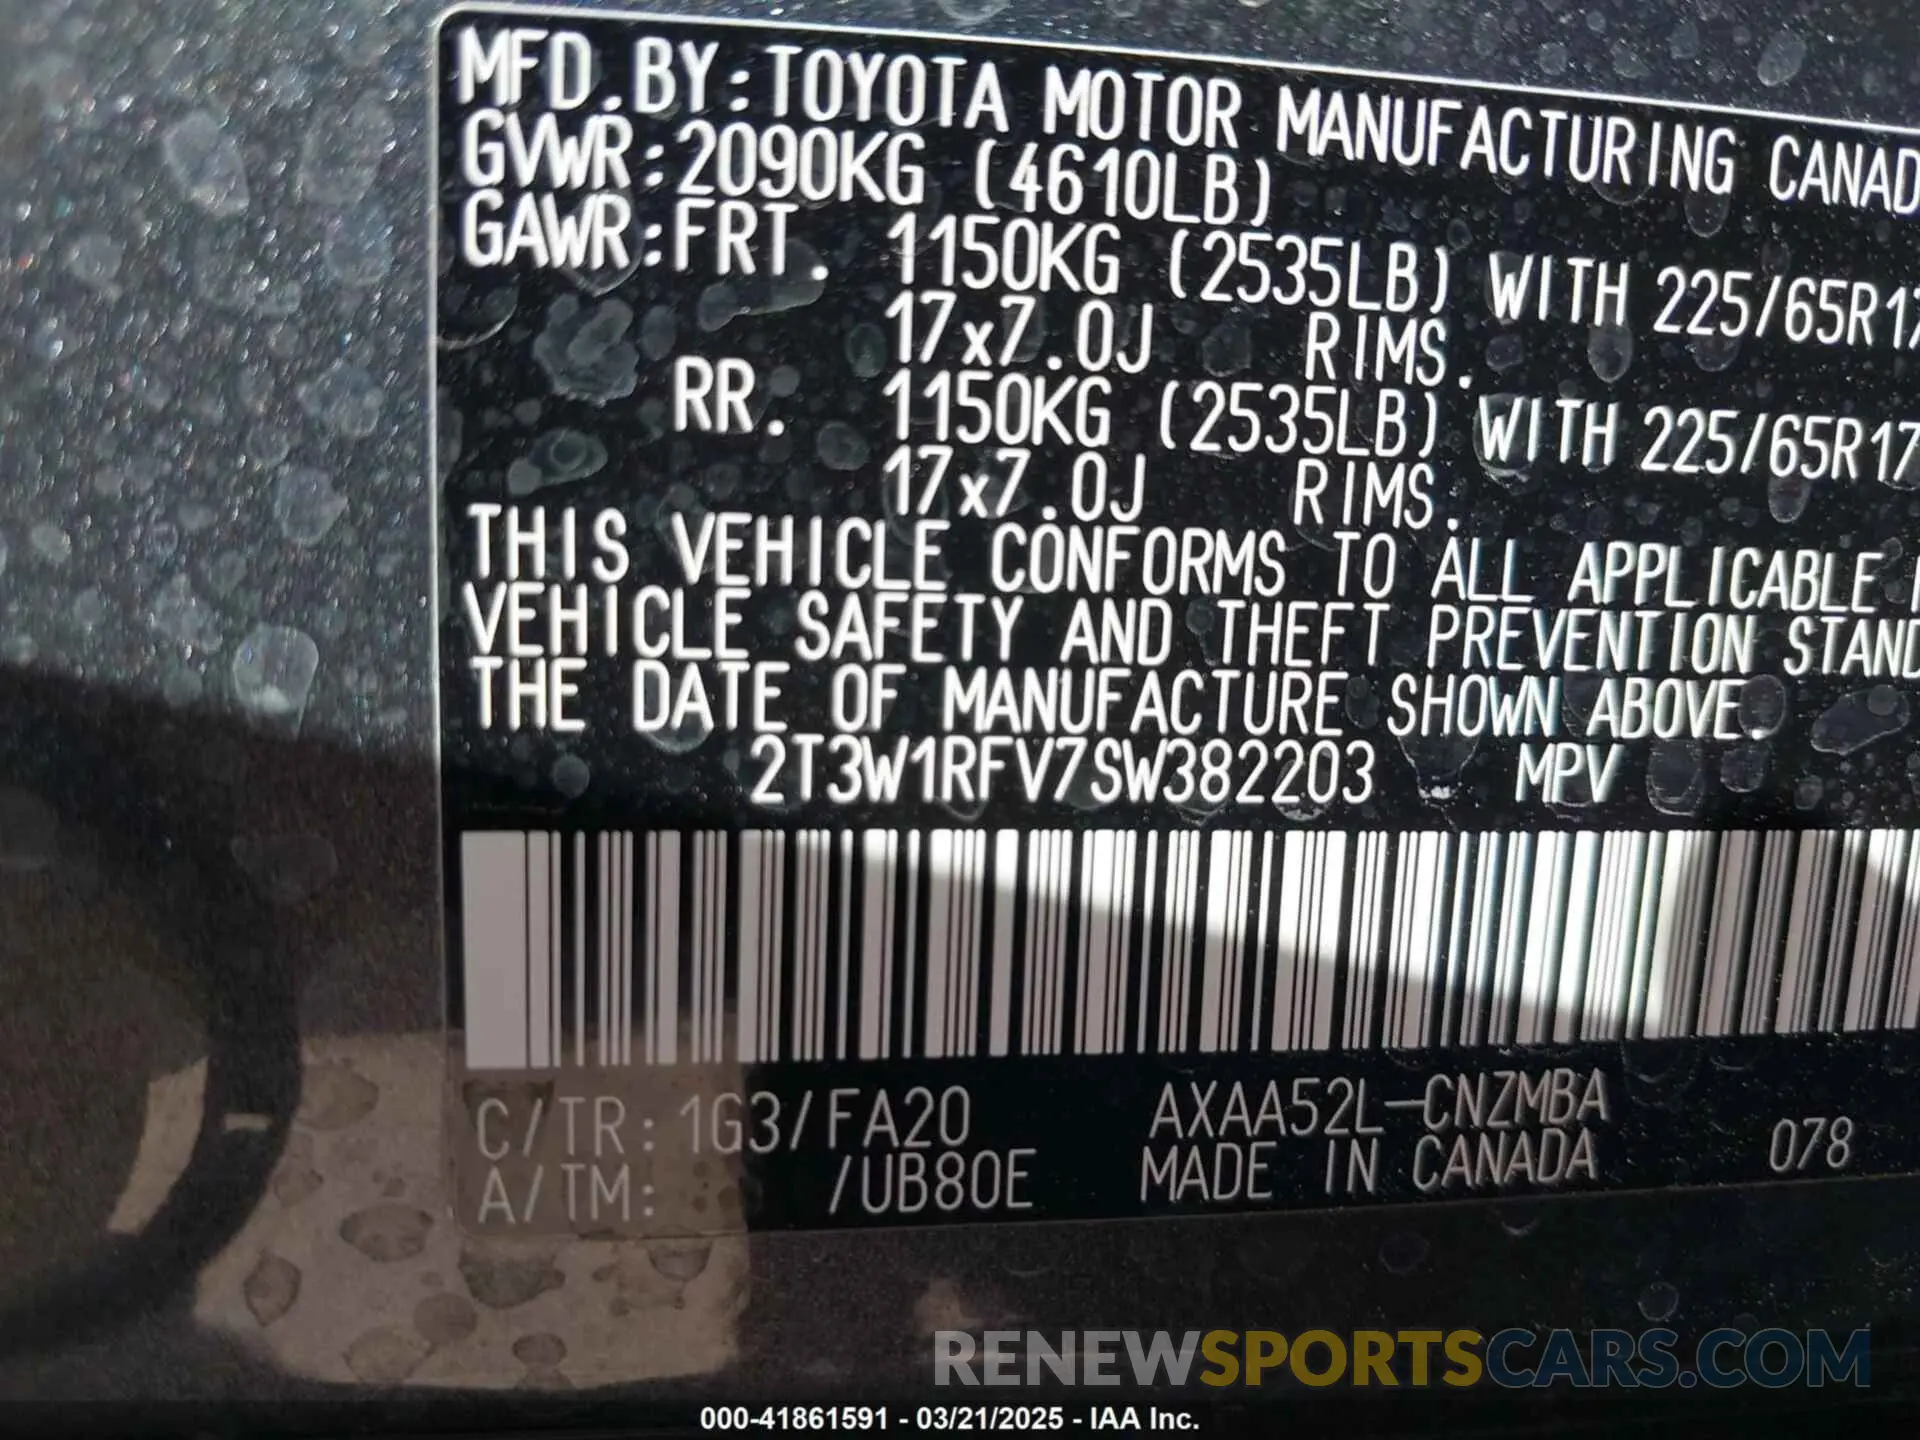 MFD.BY:TOYOTA MOTOR MANUFACTURING CANAD
GVWR:2090KG (4610LB)
GAWR:FRT. 1150KG (2535LB) WITH 225/65R17
17x7.0J RIMS.
RR. 1150KG (2535LB) WITH 225/65R17
17x7.0J RIMS.
THIS VEHICLE CONFORMS TO ALL APPLICABLE
VEHICLE SAFETY AND THEFT PREVENTION STAND
THE DATE OF MANUFACTURE SHOWN ABOVE.
2T3W1RFV7SW382203 MPV
C/TR:1G3/FA20 AXAA52L-CNZMBA
A/TM: /UB80E MADE IN CANADA 078
RENEWSPORTSCARS.COM
000-41861591 - 03/21/2025 - IAA Inc.